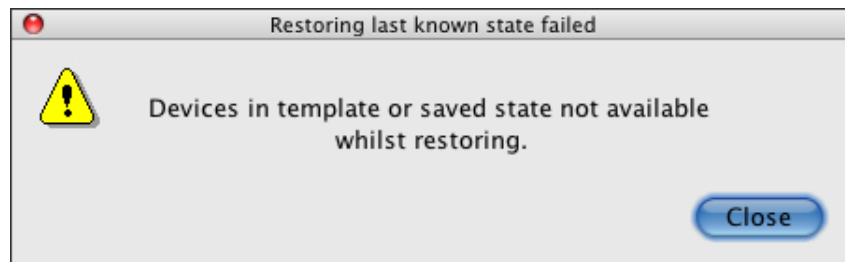 Restoring last known state failed
Devices in template or saved state not available
whilst restoring.
Close